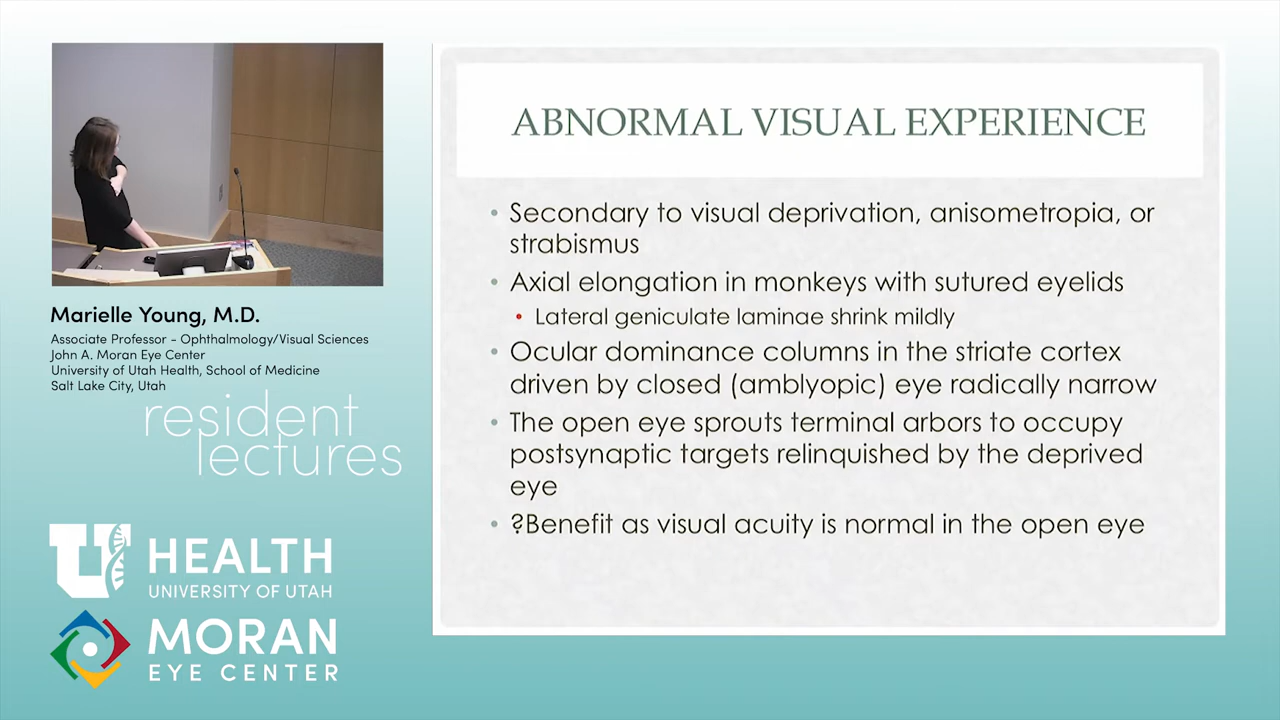 Marielle Young, M.D.
Associate Professor - Ophthalmology/Visual Sciences
John A. Moran Eye Center
University of Utah Health, School of Medicine
Salt Lake City, Utah
resident
lectures
U
HEALTH
UNIVERSITY OF UTAH
MORAN
EYE CENTER
ABNORMAL VISUAL EXPERIENCE
• Secondary to visual deprivation, anisometropia, or
strabismus
• Axial elongation in monkeys with sutured eyelids
• Lateral geniculate laminae shrink mildly
• Ocular dominance columns in the striate cortex
driven by closed (amblyopic) eye radically narrow
• The open eye sprouts terminal arbors to occupy
postsynaptic targets relinquished by the deprived
eye
• ?Benefit as visual acuity is normal in the open eye